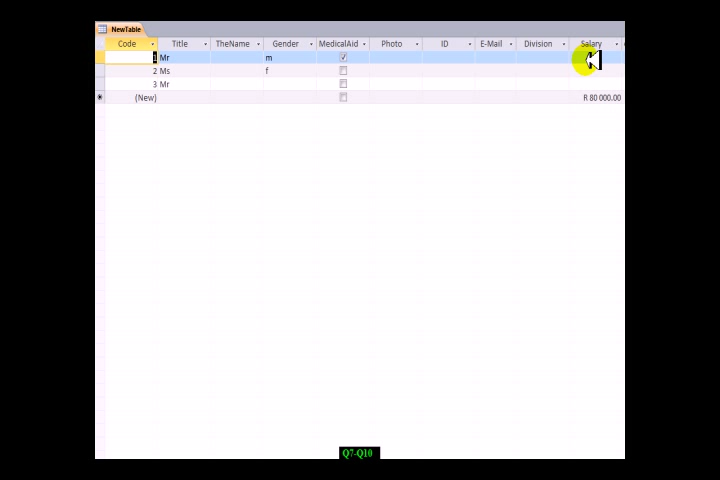 NewTable
Code Title TheName Gender MedicalAid Photo ID E-Mail Division Salary
1 Mr m
2 Ms f
3 Mr
(New) R 80 000.00
Q7-Q10